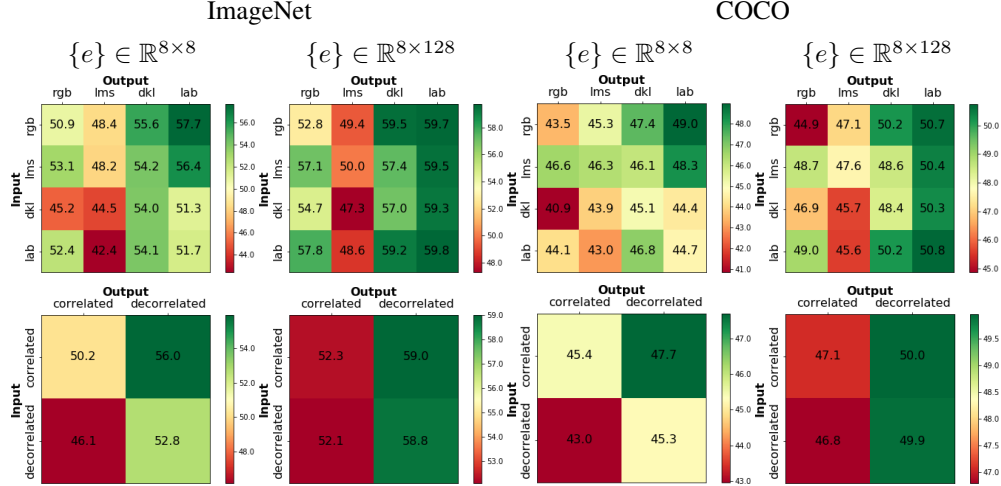 ImageNet COCO
{e} ∈ ℝ^{8×8} {e} ∈ ℝ^{8×128} {e} ∈ ℝ^{8×8} {e} ∈ ℝ^{8×128}
Output Output Output Output
rgb lms dkl lab rgb lms dkl lab rgb lms dkl lab rgb lms dkl lab
rgb 50.9 48.4 55.6 57.7 rgb 52.8 49.4 59.5 59.7 rgb 43.5 45.3 47.4 49.0 rgb 44.9 47.1 50.2 50.7
lms 53.1 48.2 54.2 56.4 lms 57.1 50.0 57.4 59.5 lms 46.6 46.3 46.1 48.3 lms 48.7 47.6 48.6 50.4
dkl 45.2 44.5 54.0 51.3 dkl 54.7 47.3 57.0 59.3 dkl 40.9 43.9 45.1 44.4 dkl 46.9 45.7 48.4 50.3
lab 52.4 42.4 54.1 51.7 lab 57.8 48.6 59.2 59.8 lab 44.1 43.0 46.8 44.7 lab 49.0 45.6 50.2 50.8
Input Input Input Input
56.0 54.0 52.0 50.0 48.0 46.0 44.0
58.0 56.0 54.0 52.0 50.0 48.0
48.0 47.0 46.0 45.0 44.0 43.0 42.0 41.0
50.0 49.0 48.0 47.0 46.0 45.0
Output Output Output Output
correlated decorrelated correlated decorrelated correlated decorrelated correlated decorrelated
correlated 50.2 56.0 correlated 52.3 59.0 correlated 45.4 47.7 correlated 47.1 50.0
decorrelated 46.1 52.8 decorrelated 52.1 58.8 decorrelated 43.0 45.3 decorrelated 46.8 49.9
Input Input Input Input
54.0 52.0 50.0 48.0
59.0 58.0 57.0 56.0 55.0 54.0 53.0
47.0 46.0 45.0 44.0 43.0
49.5 49.0 48.5 48.0 47.5 47.0